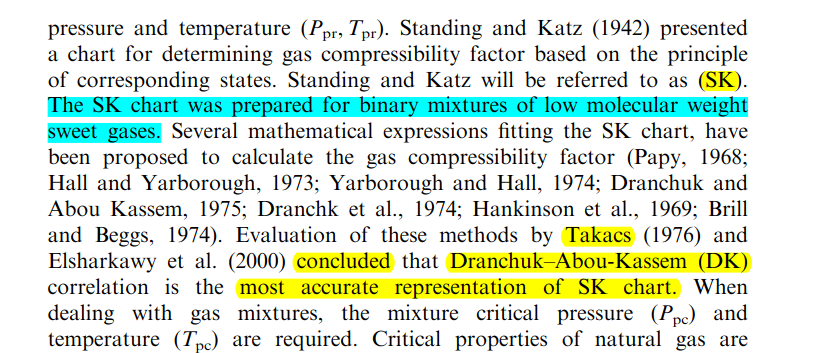 pressure and temperature (Ppr, Tpr). Standing and Katz (1942) presented
a chart for determining gas compressibility factor based on the principle
of corresponding states. Standing and Katz will be referred to as (SK).
The SK chart was prepared for binary mixtures of low molecular weight
sweet gases. Several mathematical expressions fitting the SK chart, have
been proposed to calculate the gas compressibility factor (Papy, 1968;
Hall and Yarborough, 1973; Yarborough and Hall, 1974; Dranchuk and
Abou Kassem, 1975; Dranchk et al., 1974; Hankinson et al., 1969; Brill
and Beggs, 1974). Evaluation of these methods by Takacs (1976) and
Elsharkawy et al. (2000) concluded that Dranchuk–Abou-Kassem (DK)
correlation is the most accurate representation of SK chart. When
dealing with gas mixtures, the mixture critical pressure (Ppc) and
temperature (Tpc) are required. Critical properties of natural gas are